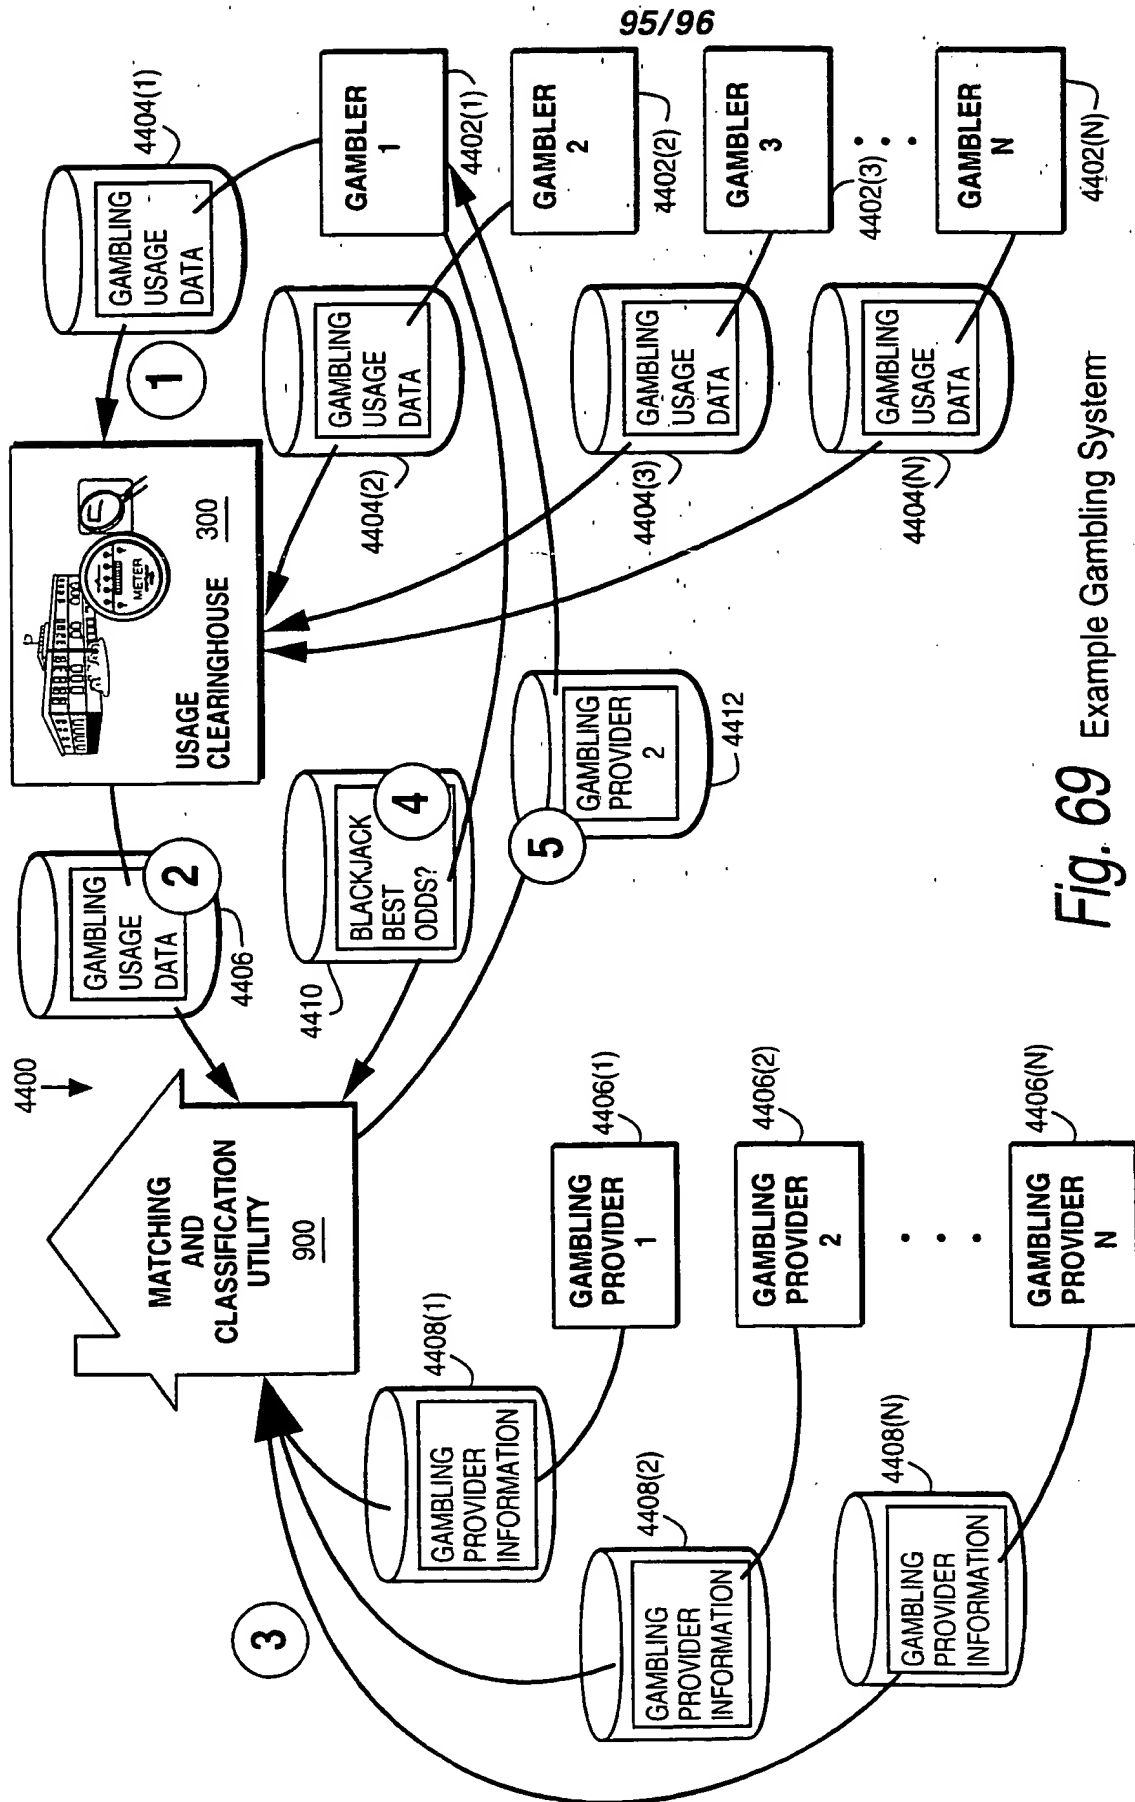 95/96
4400
MATCHING
AND
CLASSIFICATION
UTILITY
900
GAMBLING
USAGE
DATA
2
4406
USAGE
CLEARINGHOUSE
300
METER
1
GAMBLING
USAGE
DATA
4404(1)
GAMBLER
1
4402(1)
GAMBLING
USAGE
DATA
4404(2)
GAMBLER
2
4402(2)
GAMBLING
USAGE
DATA
4404(3)
GAMBLER
3
4402(3)
GAMBLING
USAGE
DATA
4404(N)
GAMBLER
N
4402(N)
4410
BLACKJACK
BEST
ODDS?
4
5
GAMBLING
PROVIDER
2
4412
3
GAMBLING
PROVIDER
INFORMATION
4408(1)
GAMBLING
PROVIDER
1
4406(1)
GAMBLING
PROVIDER
INFORMATION
4408(2)
GAMBLING
PROVIDER
2
4406(2)
GAMBLING
PROVIDER
INFORMATION
4408(N)
GAMBLING
PROVIDER
N
4406(N)
Fig. 69 Example Gambling System